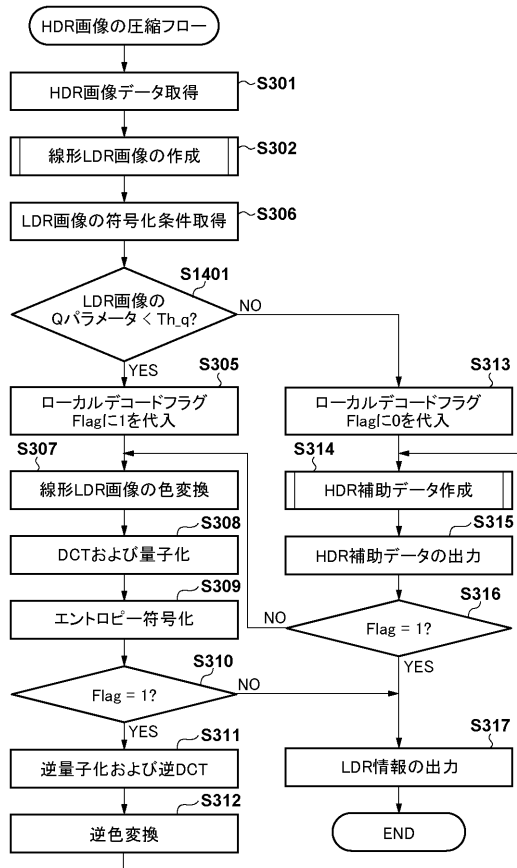 HDR画像の圧縮フロー
HDR画像データ取得
S301
線形LDR画像の作成
S302
LDR画像の符号化条件取得
S306
S1401
LDR画像の
Qパラメータ < Th_q?
NO
YES
S305
ローカルデコードフラグ
Flagに1を代入
S313
ローカルデコードフラグ
Flagに0を代入
S307
線形LDR画像の色変換
S314
HDR補助データ作成
S308
DCTおよび量子化
S315
HDR補助データの出力
S309
エントロピー符号化
S316
Flag = 1?
NO
YES
S310
Flag = 1?
NO
YES
S311
逆量子化および逆DCT
S317
LDR情報の出力
S312
逆色変換
END